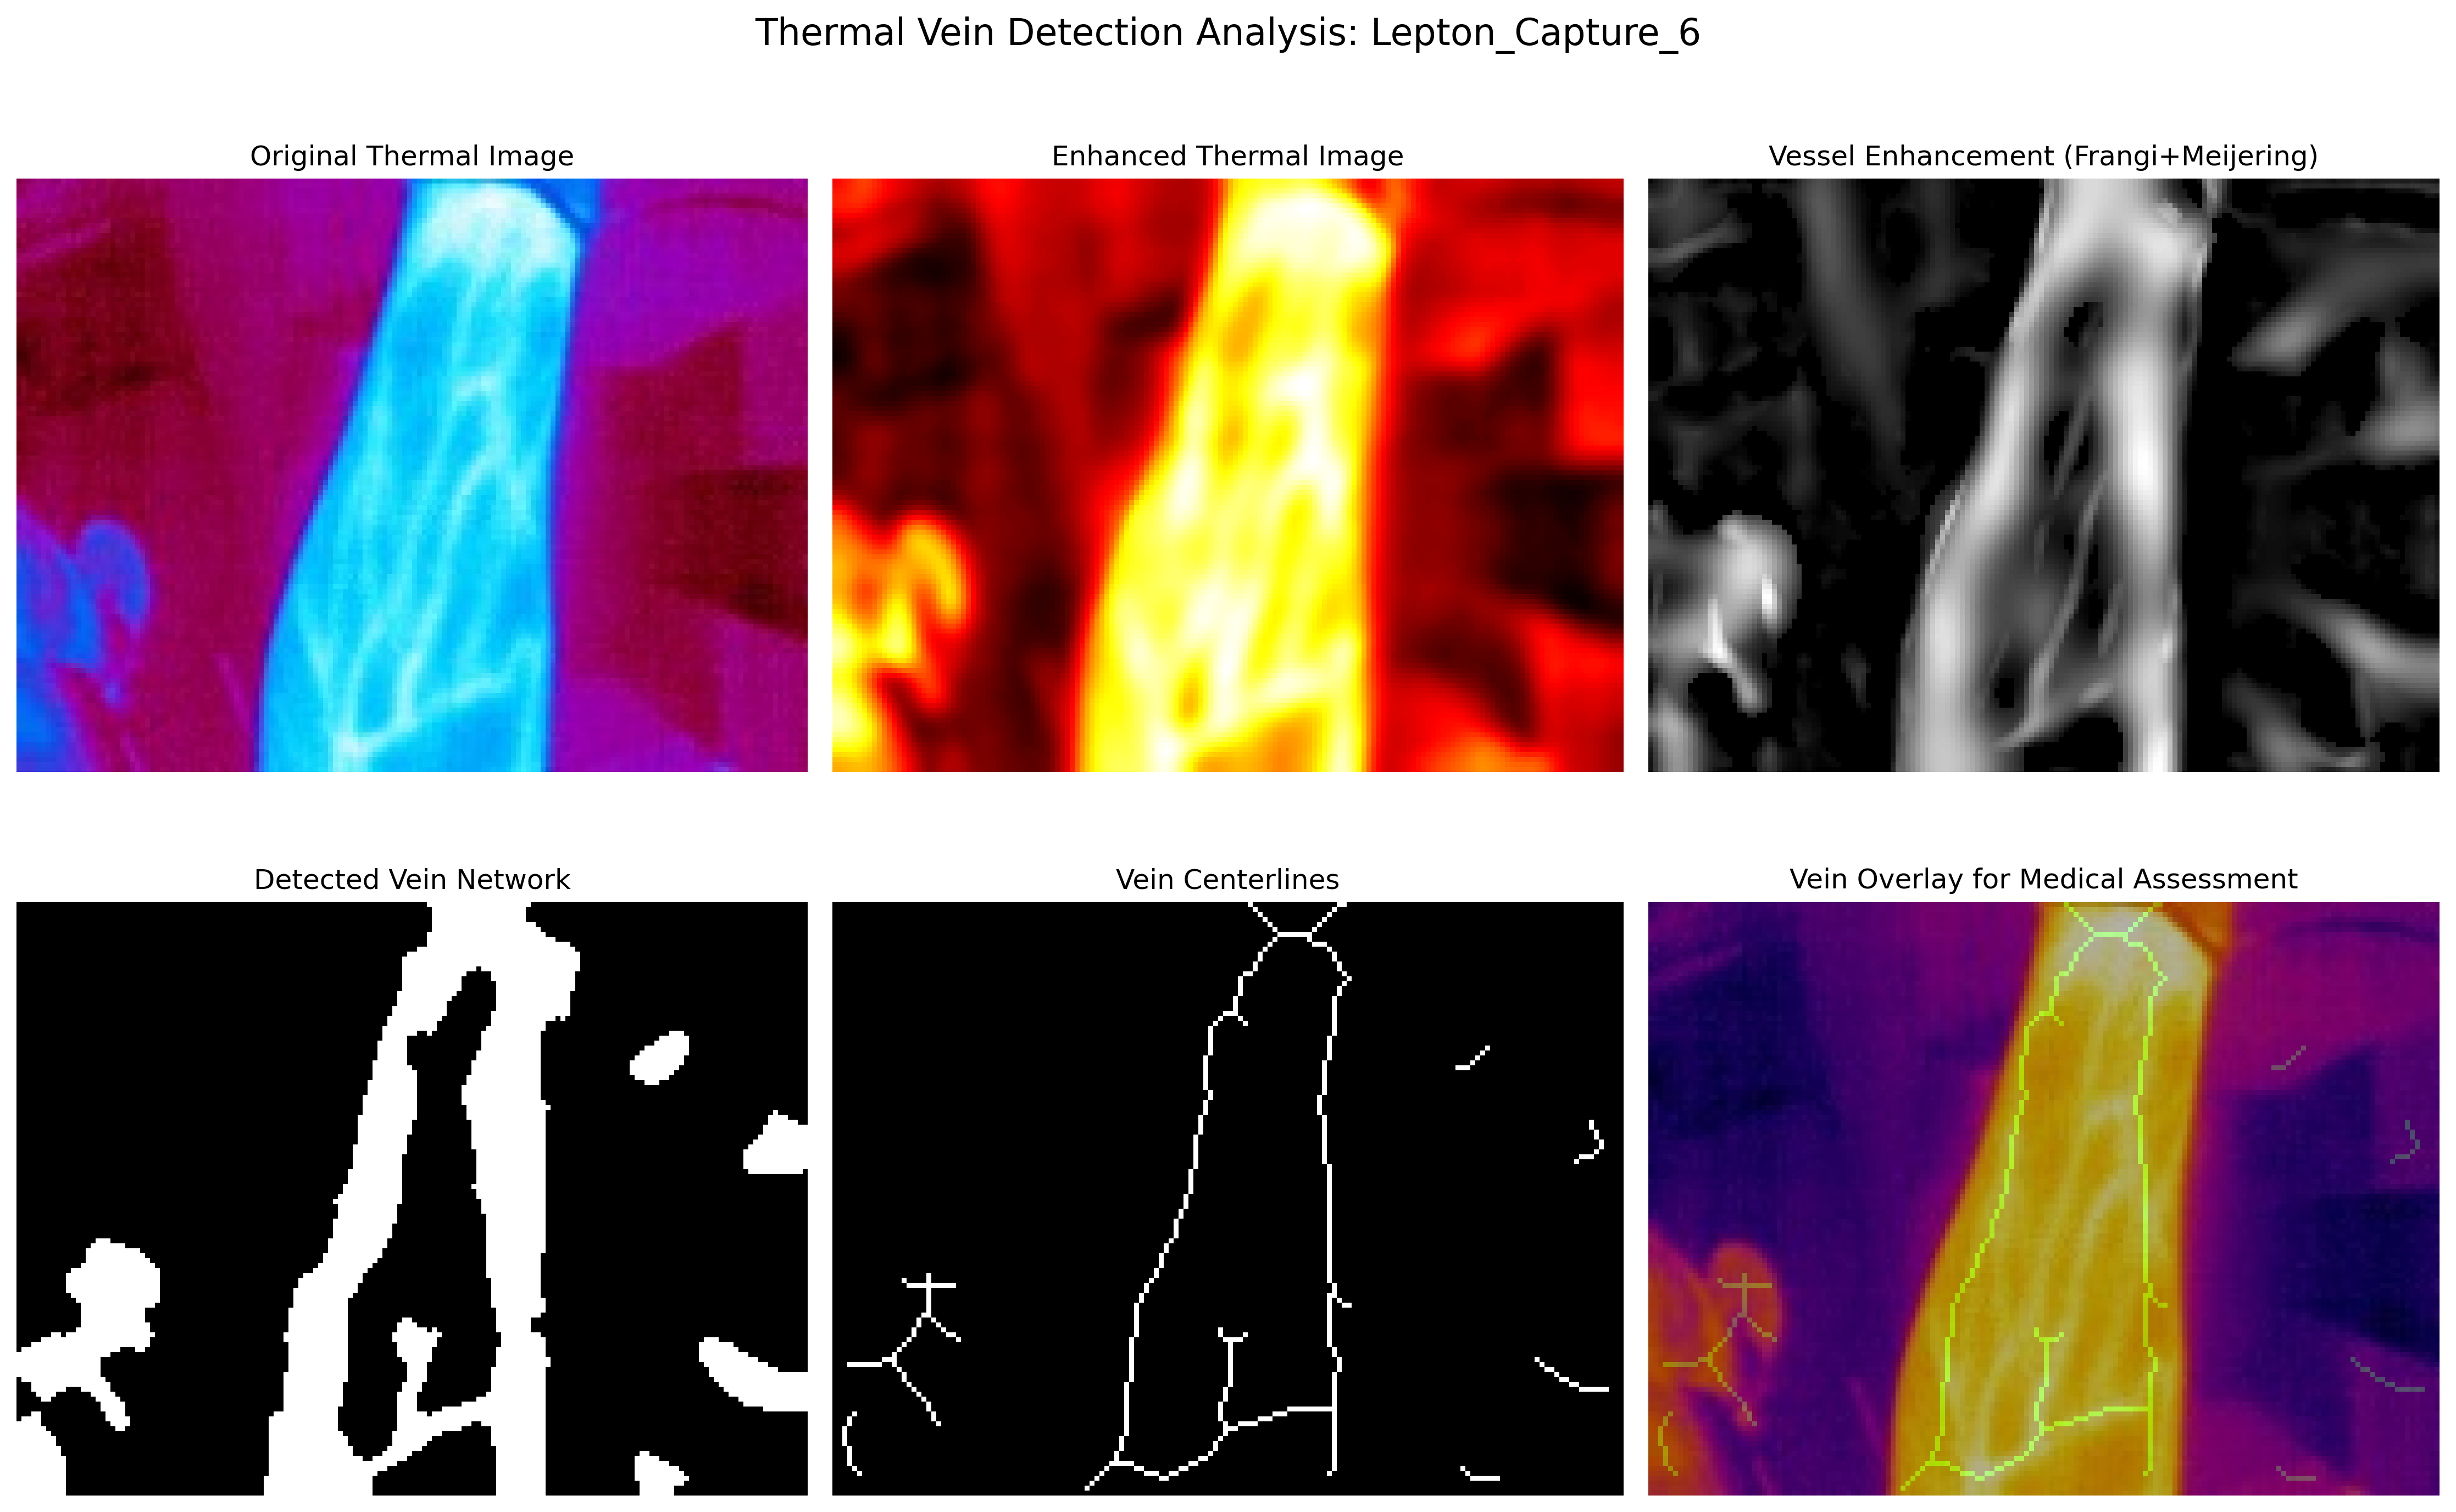 Thermal Vein Detection Analysis: Lepton_Capture_6
Original Thermal Image
Enhanced Thermal Image
Vessel Enhancement (Frangi+Meijering)
Detected Vein Network
Vein Centerlines
Vein Overlay for Medical Assessment